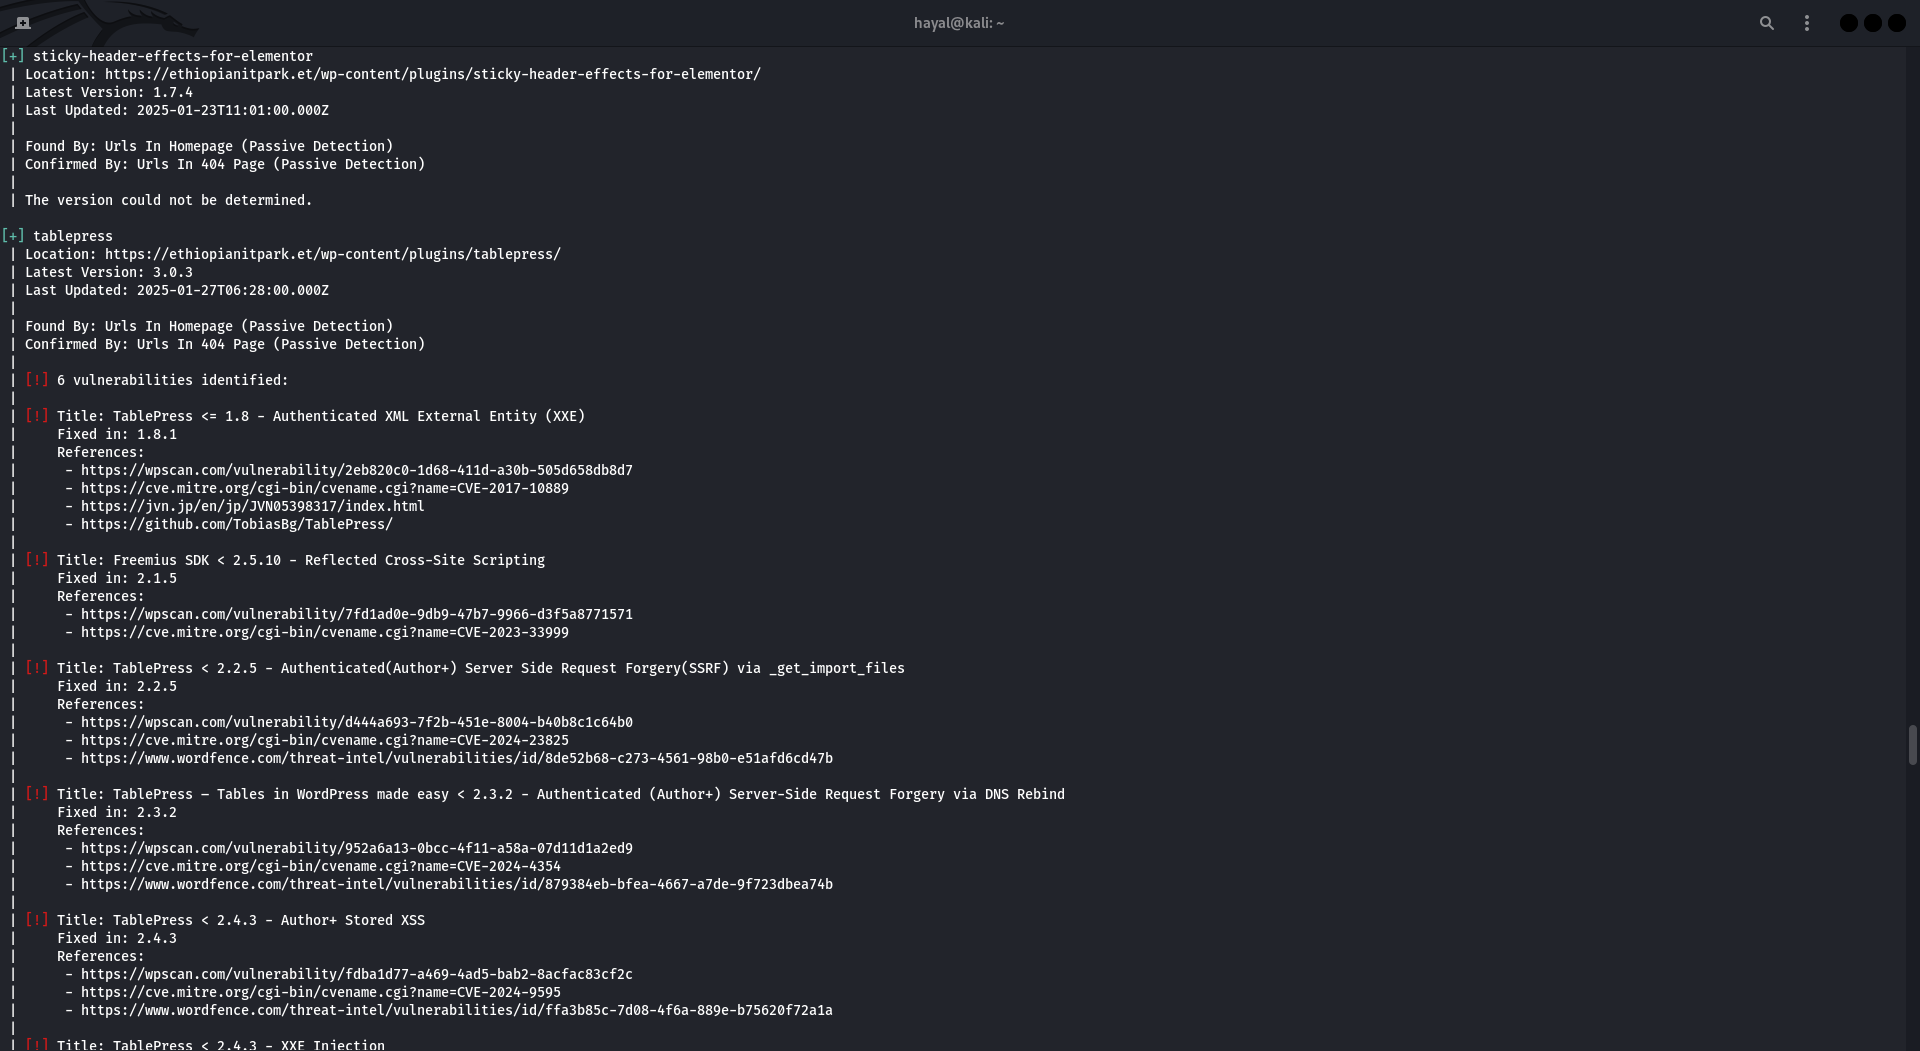 hayal@kali: ~
[+] sticky-header-effects-for-elementor
| Location: https://ethiopianitpark.et/wp-content/plugins/sticky-header-effects-for-elementor/
| Latest Version: 1.7.4
| Last Updated: 2025-01-23T11:01:00.000Z
|
| Found By: Urls In Homepage (Passive Detection)
| Confirmed By: Urls In 404 Page (Passive Detection)
|
| The version could not be determined.
[+] tablepress
| Location: https://ethiopianitpark.et/wp-content/plugins/tablepress/
| Latest Version: 3.0.3
| Last Updated: 2025-01-27T06:28:00.000Z
|
| Found By: Urls In Homepage (Passive Detection)
| Confirmed By: Urls In 404 Page (Passive Detection)
|
| [!] 6 vulnerabilities identified:
|
| [!] Title: TablePress <= 1.8 - Authenticated XML External Entity (XXE)
|     Fixed in: 1.8.1
|     References:
|      - https://wpscan.com/vulnerability/2eb820c0-1d68-411d-a30b-505d658db8d7
|      - https://cve.mitre.org/cgi-bin/cvename.cgi?name=CVE-2017-10889
|      - https://jvn.jp/en/jp/JVN05398317/index.html
|      - https://github.com/TobiasBg/TablePress/
|
| [!] Title: Freemius SDK < 2.5.10 - Reflected Cross-Site Scripting
|     Fixed in: 2.1.5
|     References:
|      - https://wpscan.com/vulnerability/7fd1ad0e-9db9-47b7-9966-d3f5a8771571
|      - https://cve.mitre.org/cgi-bin/cvename.cgi?name=CVE-2023-33999
|
| [!] Title: TablePress < 2.2.5 - Authenticated(Author+) Server Side Request Forgery(SSRF) via _get_import_files
|     Fixed in: 2.2.5
|     References:
|      - https://wpscan.com/vulnerability/d444a693-7f2b-451e-8004-b40b8c1c64b0
|      - https://cve.mitre.org/cgi-bin/cvename.cgi?name=CVE-2024-23825
|      - https://www.wordfence.com/threat-intel/vulnerabilities/id/8de52b68-c273-4561-98b0-e51afd6cd47b
|
| [!] Title: TablePress – Tables in WordPress made easy < 2.3.2 - Authenticated (Author+) Server-Side Request Forgery via DNS Rebind
|     Fixed in: 2.3.2
|     References:
|      - https://wpscan.com/vulnerability/952a6a13-0bcc-4f11-a58a-07d11d1a2ed9
|      - https://cve.mitre.org/cgi-bin/cvename.cgi?name=CVE-2024-4354
|      - https://www.wordfence.com/threat-intel/vulnerabilities/id/879384eb-bfea-4667-a7de-9f723dbea74b
|
| [!] Title: TablePress < 2.4.3 - Author+ Stored XSS
|     Fixed in: 2.4.3
|     References:
|      - https://wpscan.com/vulnerability/fdba1d77-a469-4ad5-bab2-8acfac83cf2c
|      - https://cve.mitre.org/cgi-bin/cvename.cgi?name=CVE-2024-9595
|      - https://www.wordfence.com/threat-intel/vulnerabilities/id/ffa3b85c-7d08-4f6a-889e-b75620f72a1a
|
| [!] Title: TablePress < 2.4.3 - XXE Injection